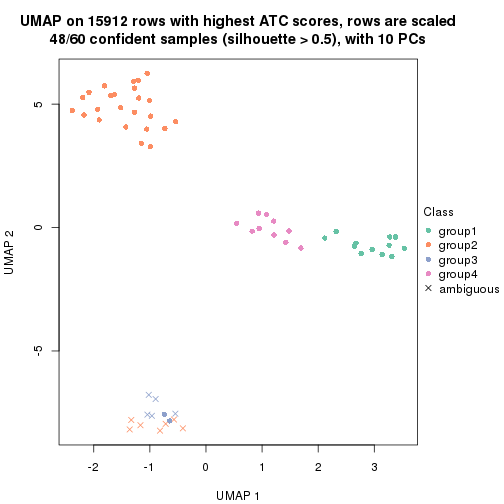 UMAP on 15912 rows with highest ATC scores, rows are scaled
48/60 confident samples (silhouette > 0.5), with 10 PCs
5
0
-5
UMAP 2
-2
-1
0
1
2
3
UMAP 1
Class
group1
group2
group3
group4
ambiguous